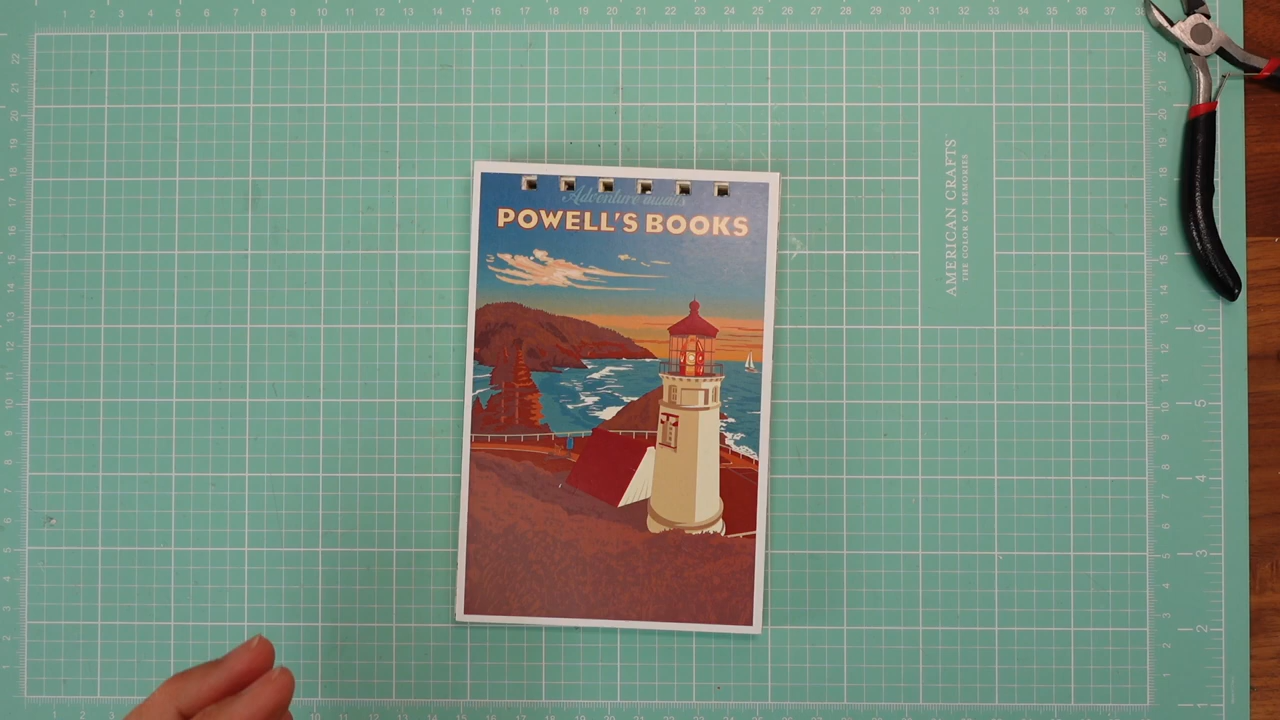 Adventure awaits
POWELL'S BOOKS
AMERICAN CRAFTS
THE COLOR OF MEMORIES